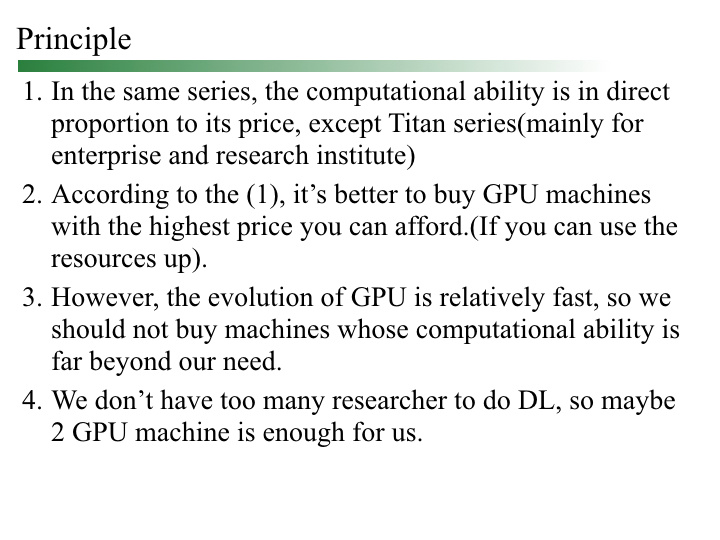 Principle
1. In the same series, the computational ability is in direct
proportion to its price, except Titan series(mainly for
enterprise and research institute)
2. According to the (1), it’s better to buy GPU machines
with the highest price you can afford.(If you can use the
resources up).
3. However, the evolution of GPU is relatively fast, so we
should not buy machines whose computational ability is
far beyond our need.
4. We don’t have too many researcher to do DL, so maybe
2 GPU machine is enough for us.